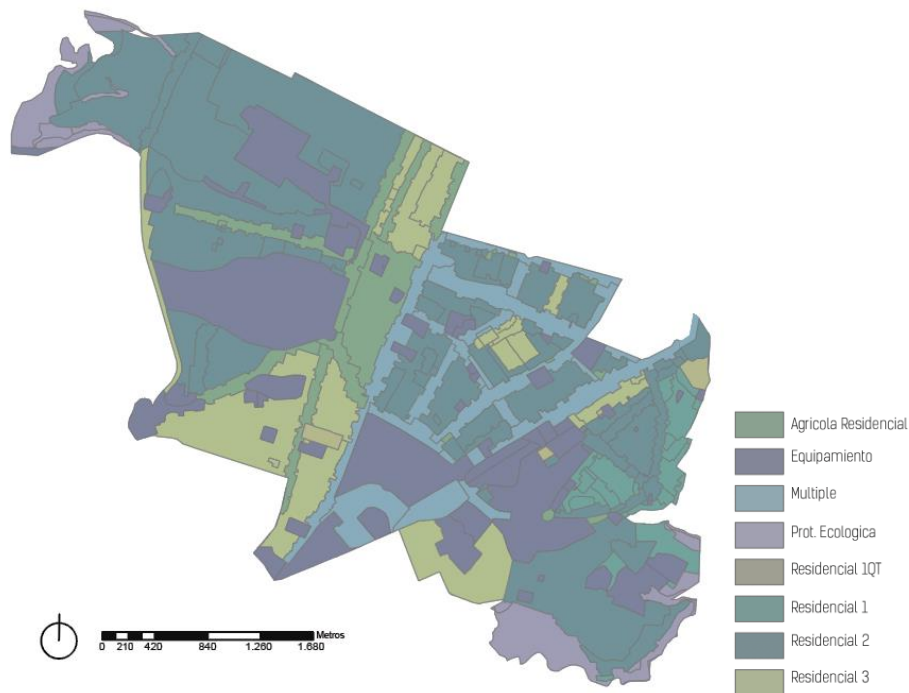 Agricola Residencial
Equipamiento
Multiple
Prot. Ecologica
Residencial 1QT
Residencial 1
Residencial 2
Residencial 3
Metros
0 210 420 840 1.260 1.680